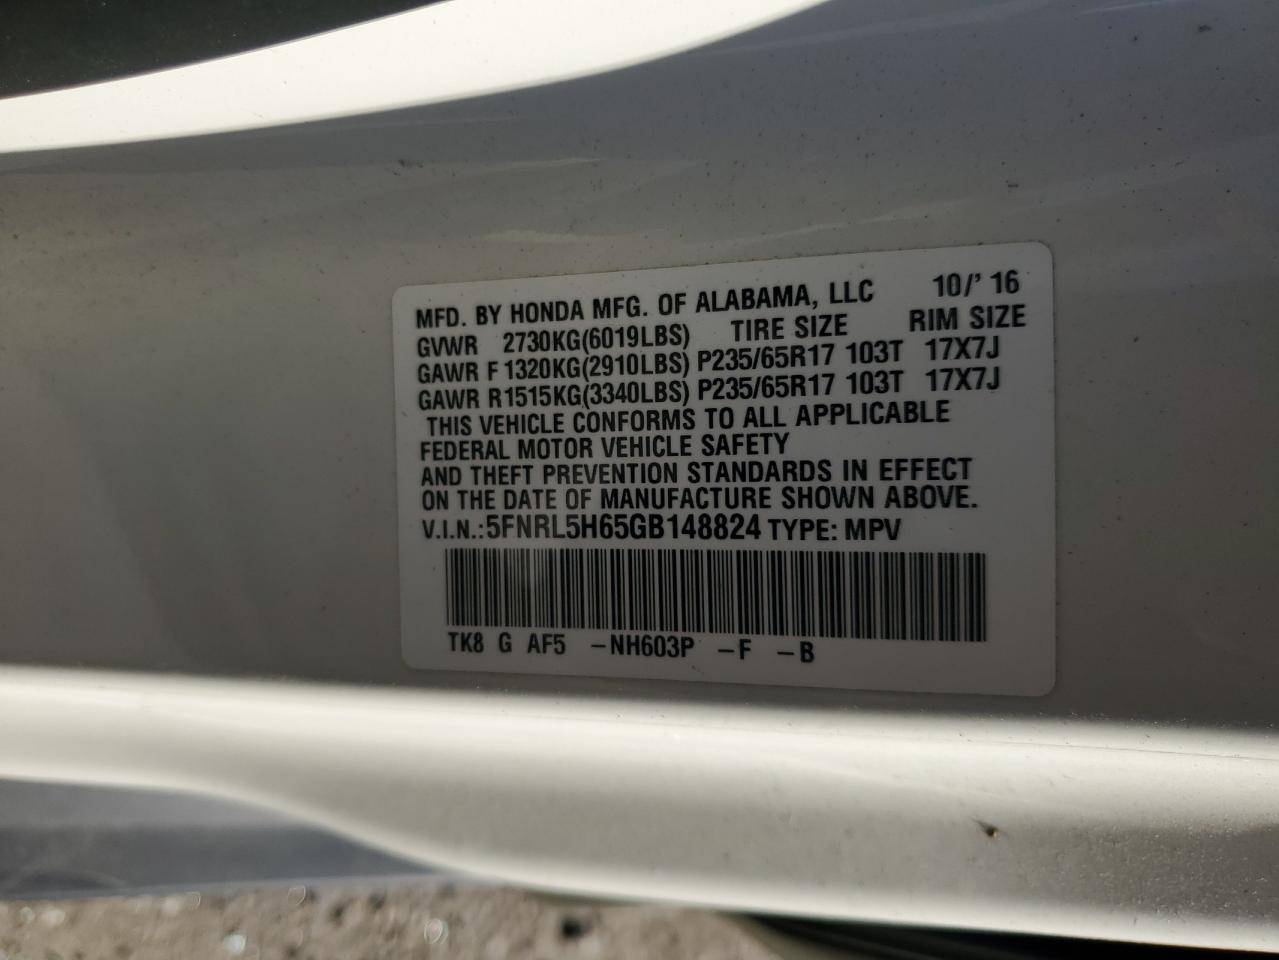 MFD. BY HONDA MFG. OF ALABAMA, LLC 10/' 16
GVWR 2730KG(6019LBS) TIRE SIZE RIM SIZE
GAWR F 1320KG(2910LBS) P235/65R17 103T 17X7J
GAWR R1515KG(3340LBS) P235/65R17 103T 17X7J
THIS VEHICLE CONFORMS TO ALL APPLICABLE
FEDERAL MOTOR VEHICLE SAFETY
AND THEFT PREVENTION STANDARDS IN EFFECT
ON THE DATE OF MANUFACTURE SHOWN ABOVE.
V.I.N.:5FNRL5H65GB148824 TYPE: MPV
TK8 G AF5 -NH603P -F -B